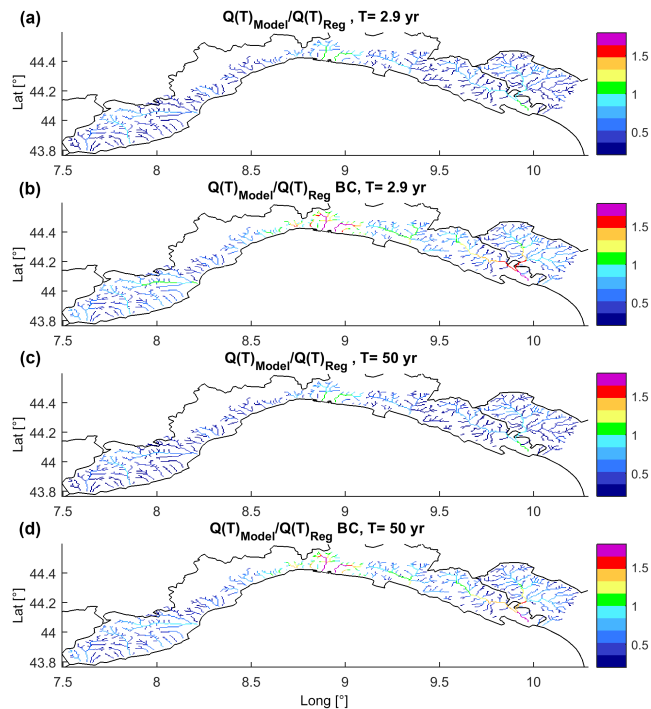 (a) Q(T)Model/Q(T)Reg , T= 2.9 yr
Lat [°]
44.4
44.2
44
43.8
7.5 8 8.5 9 9.5 10
1.5
1
0.5
(b) Q(T)Model/Q(T)Reg BC, T= 2.9 yr
Lat [°]
44.4
44.2
44
43.8
7.5 8 8.5 9 9.5 10
1.5
1
0.5
(c) Q(T)Model/Q(T)Reg , T= 50 yr
Lat [°]
44.4
44.2
44
43.8
7.5 8 8.5 9 9.5 10
1.5
1
0.5
(d) Q(T)Model/Q(T)Reg BC, T= 50 yr
Lat [°]
44.4
44.2
44
43.8
7.5 8 8.5 9 9.5 10
1.5
1
0.5
Long [°]